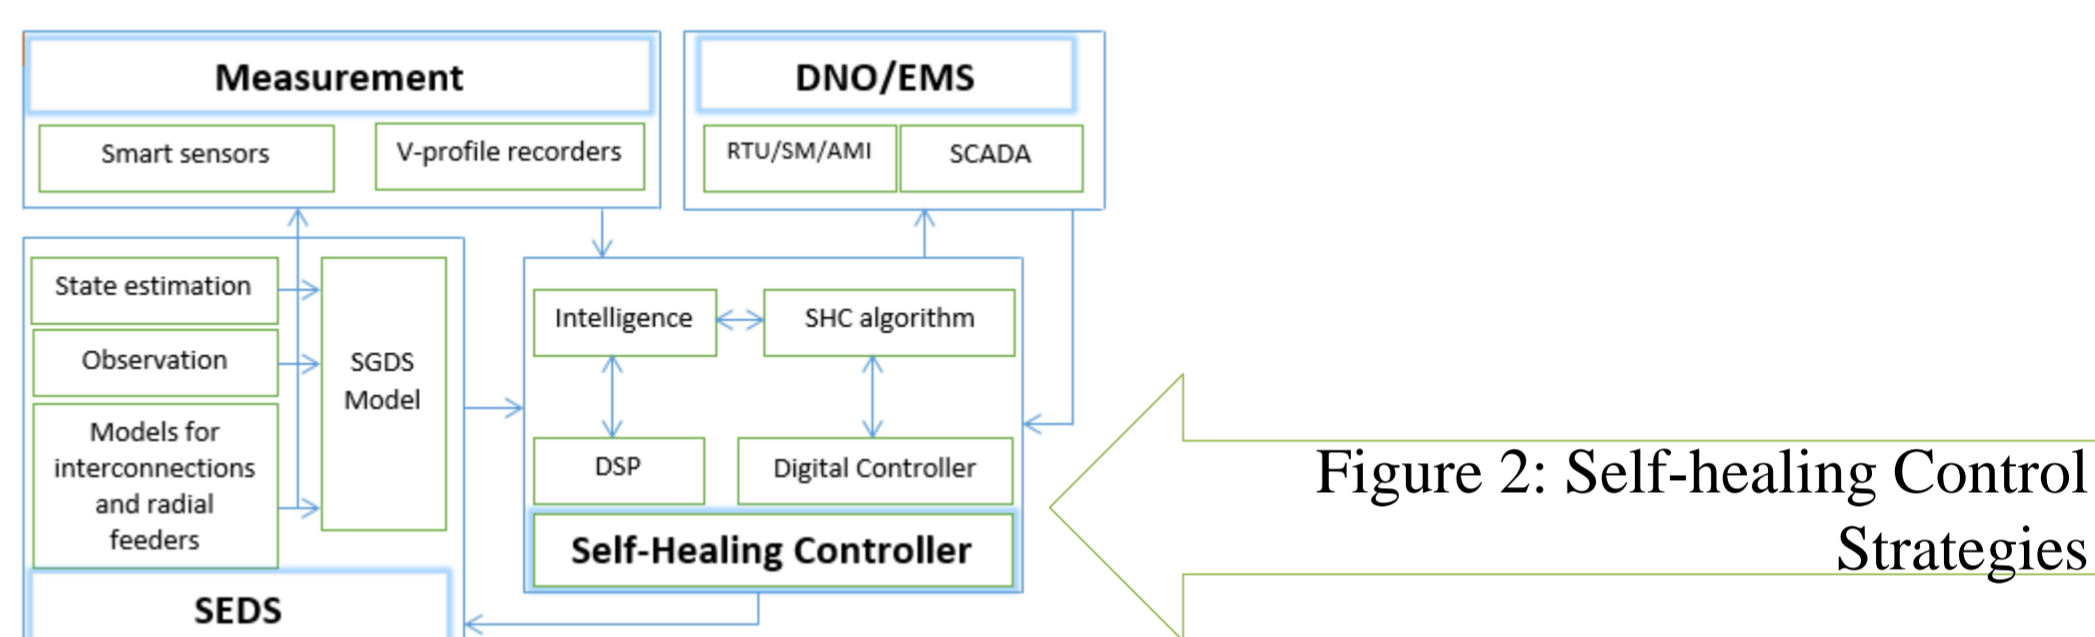 Measurement
Smart sensors
V-profile recorders
DNO/EMS
RTU/SM/AMI
SCADA
State estimation
Observation
Models for
interconnections
and radial
feeders
SGDS
Model
SEDS
Intelligence
SHC algorithm
DSP
Digital Controller
Self-Healing Controller
Figure 2: Self-healing Control
Strategies